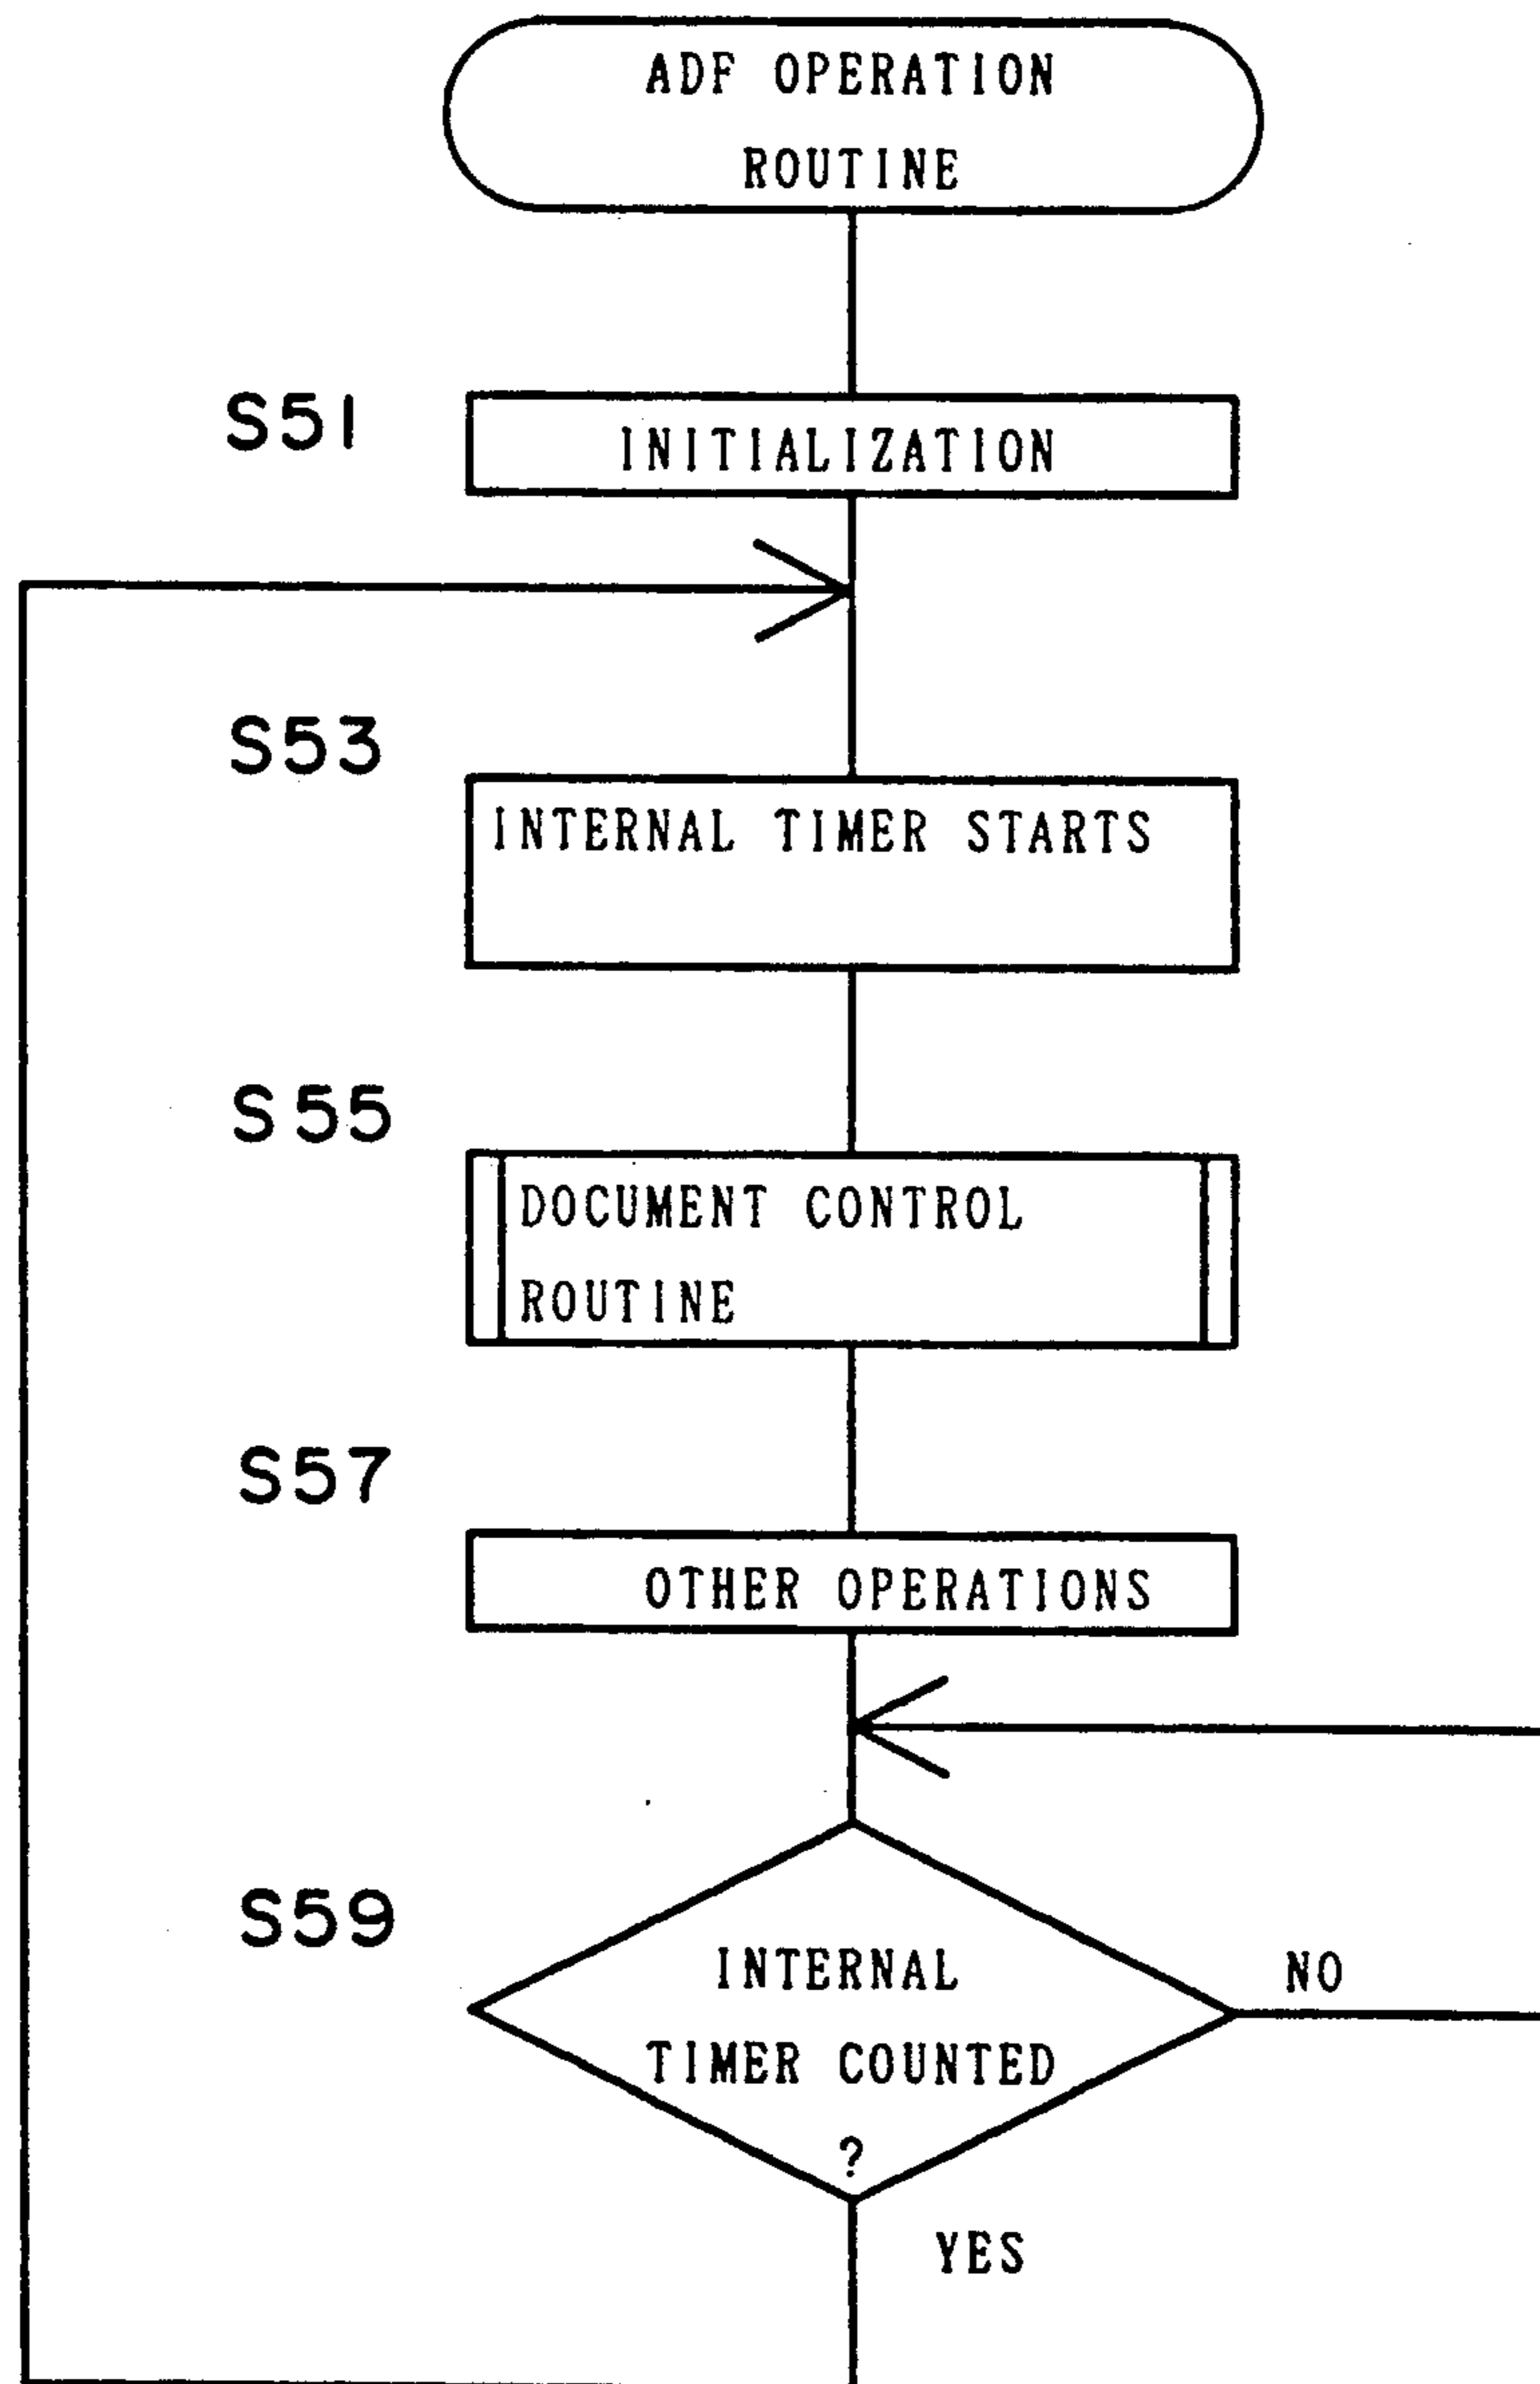 ADF OPERATION
ROUTINE
S51
INITIALIZATION
S53
INTERNAL TIMER STARTS
S55
DOCUMENT CONTROL
ROUTINE
S57
OTHER OPERATIONS
S59
INTERNAL
TIMER COUNTED
?
NO
YES